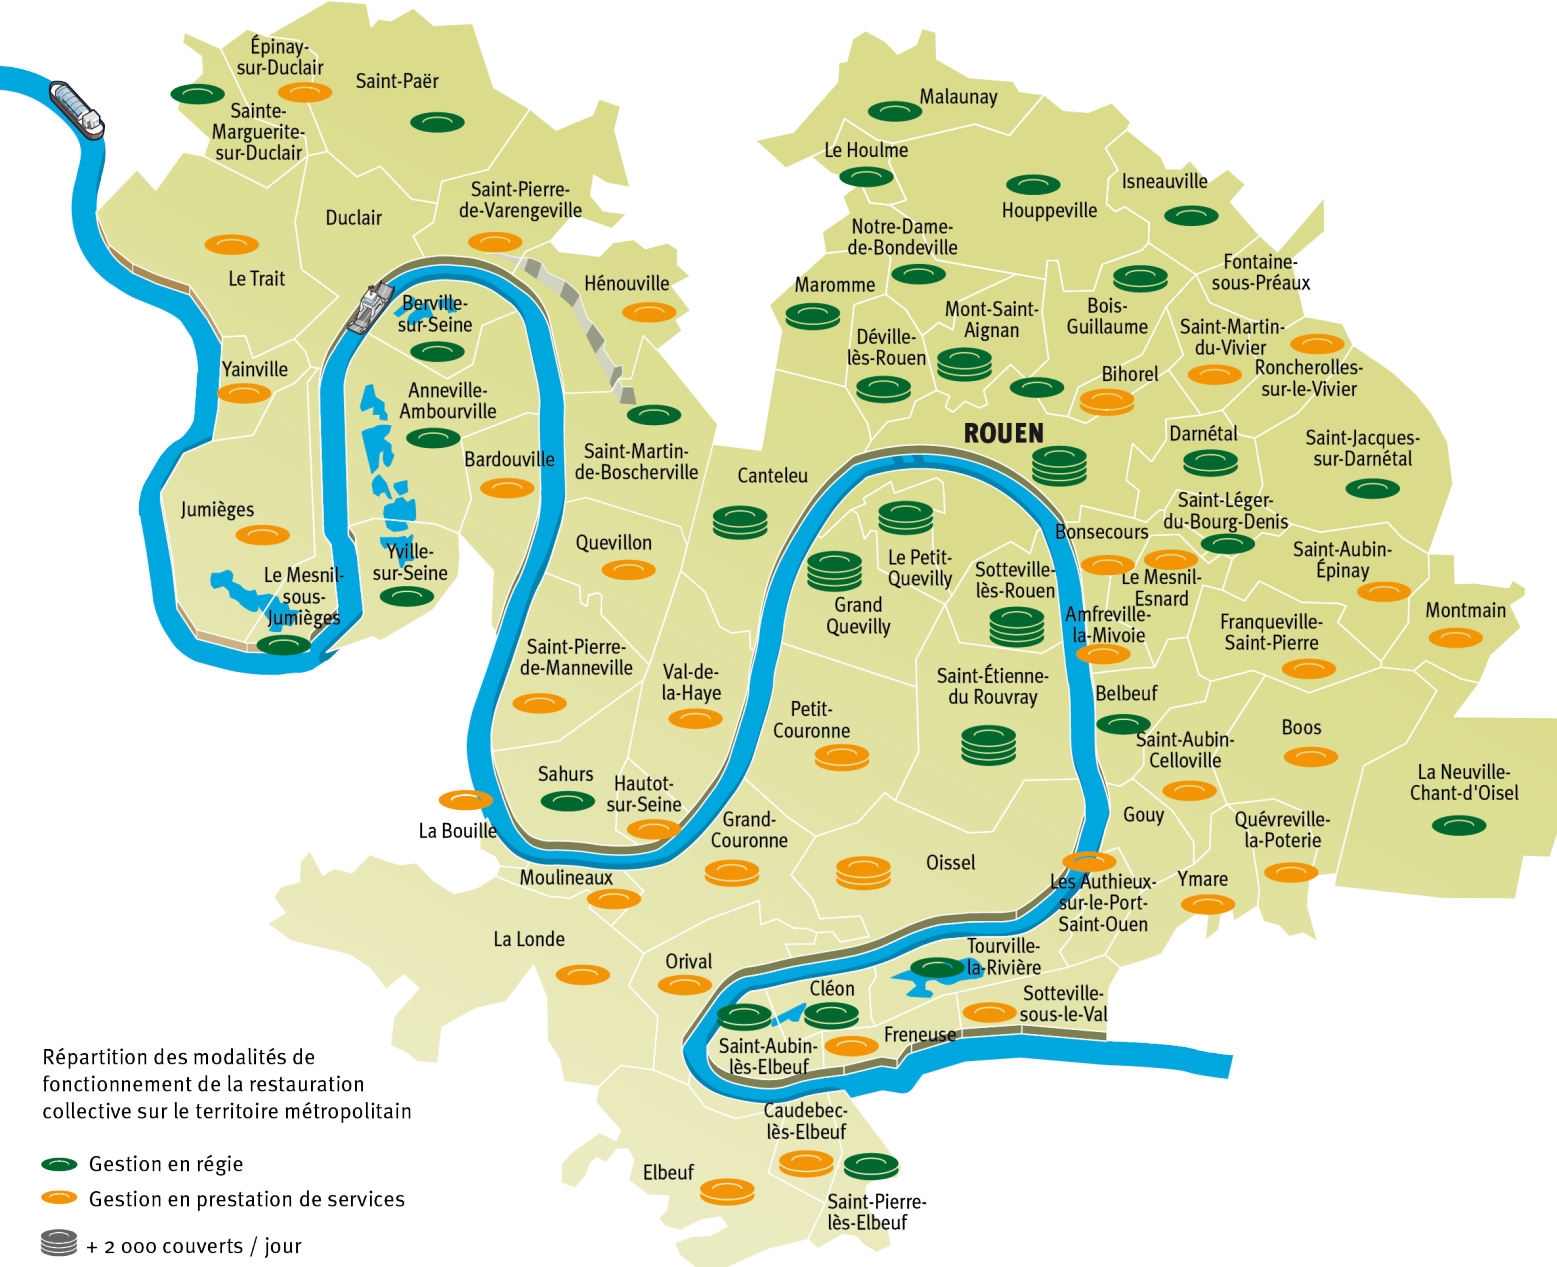 Épinay-
sur-Duclair
Saint-Paër
Sainte-
Marguerite-
sur-Duclair
Malaunay
Le Houlme
Isneauville
Houppeville
Saint-Pierre-
de-Varengeville
Duclair
Notre-Dame-
de-Bondeville
Le Trait
Hénouville
Maromme
Fontaine-
sous-Préaux
Berville-
sur-Seine
Mont-Saint-
Aignan
Bois-
Guillaume
Saint-Martin-
du-Vivier
Déville-
lès-Rouen
Roncherolles-
sur-le-Vivier
Yainville
Bihorel
Anneville-
Ambourville
ROUEN
Darnétal
Saint-Jacques-
sur-Darnétal
Bardouville
Saint-Martin-
de-Boscherville
Canteleu
Saint-Léger-
du-Bourg-Denis
Jumièges
Bonsecours
Quevillon
Yville-
sur-Seine
Le Petit-
Quevilly
Saint-Aubin-
Épinay
Le Mesnil-
sous-
Jumièges
Sotteville-
lès-Rouen
Le Mesnil-
Esnard
Grand
Quevilly
Amfreville-
la-Mivoie
Franqueville-
Saint-Pierre
Montmain
Saint-Pierre-
de-Manneville
Val-de-
la-Haye
Saint-Étienne-
du Rouvray
Belbeuf
Petit-
Couronne
Saint-Aubin-
Celloville
Boos
Sahurs
Hautot-
sur-Seine
La Neuville-
Chant-d'Oisel
La Bouille
Grand-
Couronne
Gouy
Quévreville-
la-Poterie
Oissel
Moulineaux
Les Authieux-
sur-le-Port-
Saint-Ouen
Ymare
La Londe
Orival
Tourville-
la-Rivière
Cléon
Sotteville-
sous-le-Val
Saint-Aubin-
lès-Elbeuf
Freneuse
Caudebec-
lès-Elbeuf
Elbeuf
Saint-Pierre-
lès-Elbeuf
Répartition des modalités de
fonctionnement de la restauration
collective sur le territoire métropolitain
Gestion en régie
Gestion en prestation de services
+ 2 000 couverts / jour